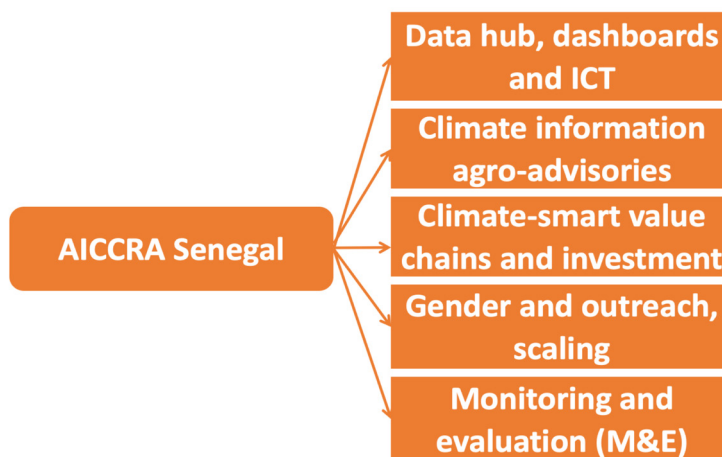 AICCRA Senegal
Data hub, dashboards
and ICT
Climate information
agro-advisories
Climate-smart value
chains and investment
Gender and outreach,
scaling
Monitoring and
evaluation (M&E)